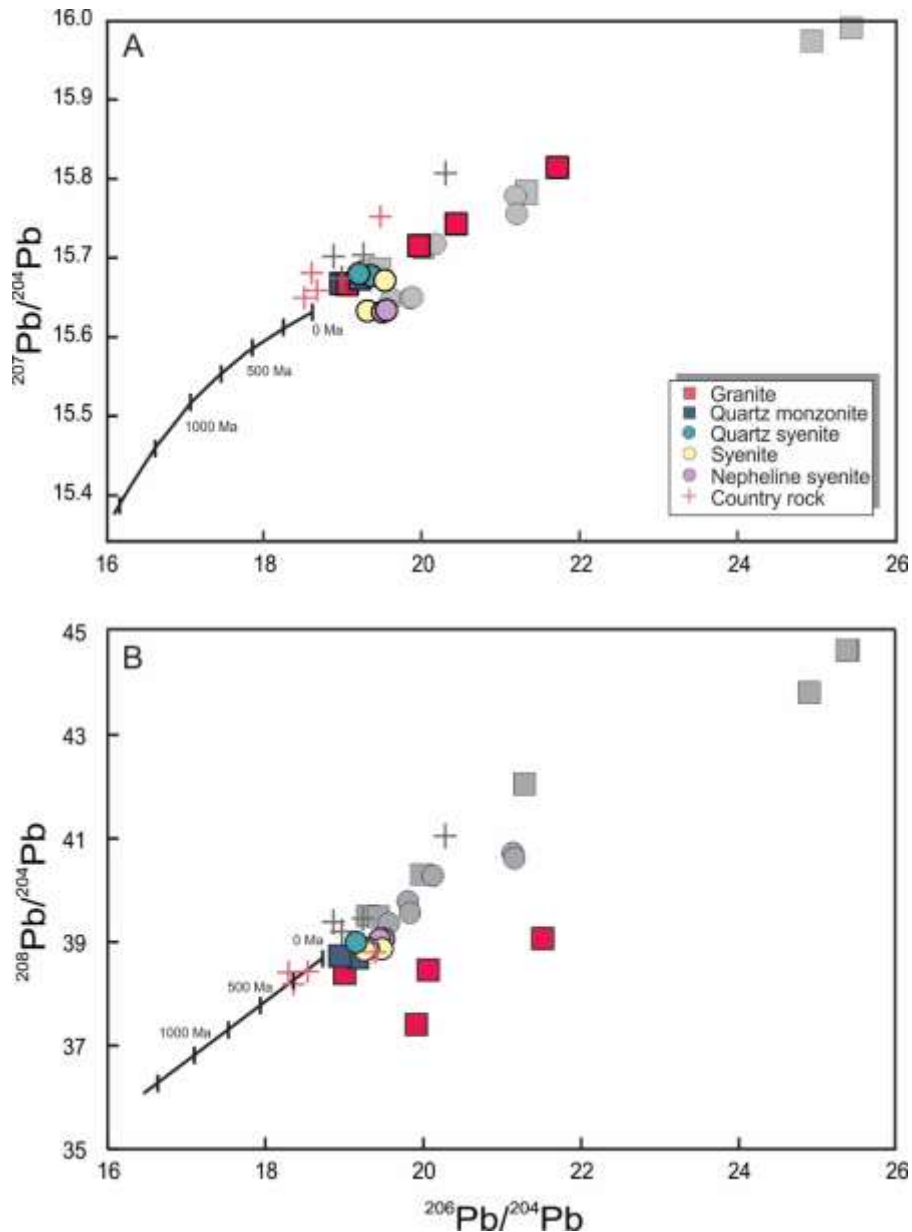 A
16.0
15.9
15.8
15.7
15.6
15.5
15.4
²⁰⁷Pb/²⁰⁴Pb
0 Ma
500 Ma
1000 Ma
Granite
Quartz monzonite
Quartz syenite
Syenite
Nepheline syenite
Country rock
16 18 20 22 24 26
B
45
43
41
39
37
35
²⁰⁸Pb/²⁰⁴Pb
0 Ma
500 Ma
1000 Ma
16 18 20 22 24 26
²⁰⁶Pb/²⁰⁴Pb